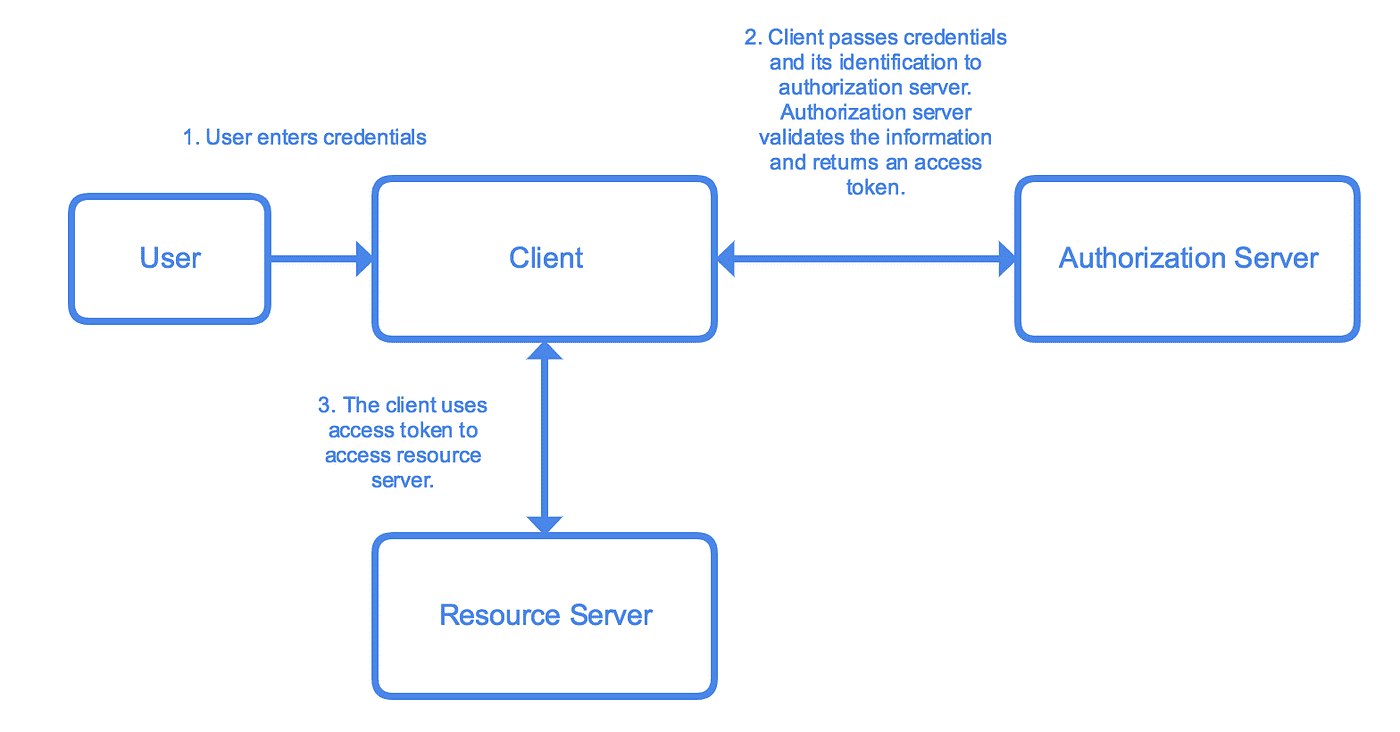 2. Client passes credentials
and its identification to
authorization server.
Authorization server
validates the information
and returns an access
token.
1. User enters credentials
User
Client
Authorization Server
3. The client uses
access token to
access resource
server.
Resource Server